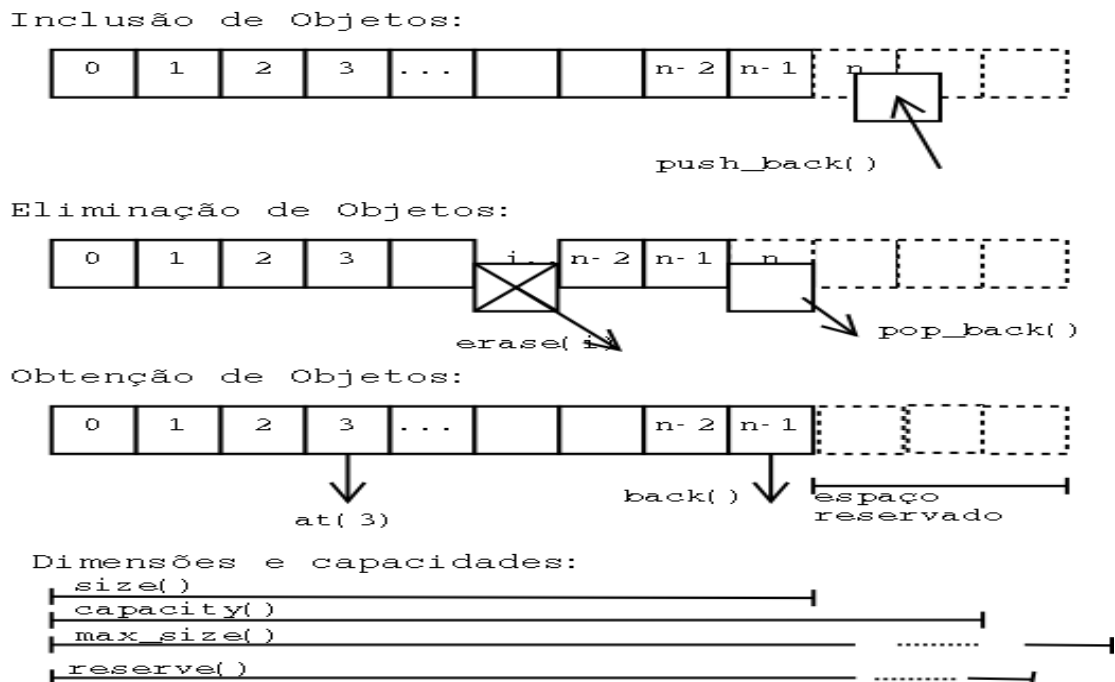 Inclusão de Objetos:
0 1 2 3 ... n-2 n-1 n
push_back()
Eliminação de Objetos:
0 1 2 3 i.. n-2 n-1 n
erase(i) pop_back()
Obtenção de Objetos:
0 1 2 3 ... n-2 n-1
at(3) back() espaço
reservado
Dimensões e capacidades:
size()
capacity()
max_size()
reserve()